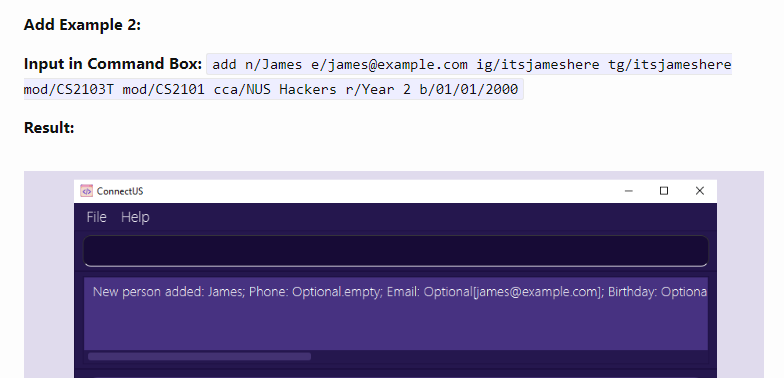 Add Example 2:
Input in Command Box: add n/James e/james@example.com ig/itsjameshere tg/itsjameshere
mod/CS2103T mod/CS2101 cca/NUS Hackers r/Year 2 b/01/01/2000
Result:
ConnectUS
File Help
New person added: James; Phone: Optional.empty; Email: Optional[james@example.com]; Birthday: Optiona